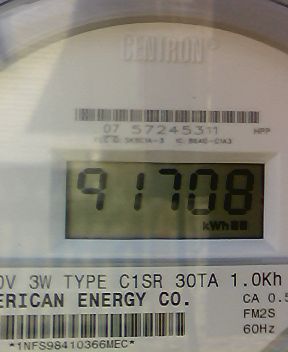 CENTRON®
07 57245311 HPP
91708
kWh
0V 3W TYPE C1SR 30TA 1.0Kh
ERICAN ENERGY CO.
CA 0.5
FM2S
60Hz
*1NFS98410366MEC*